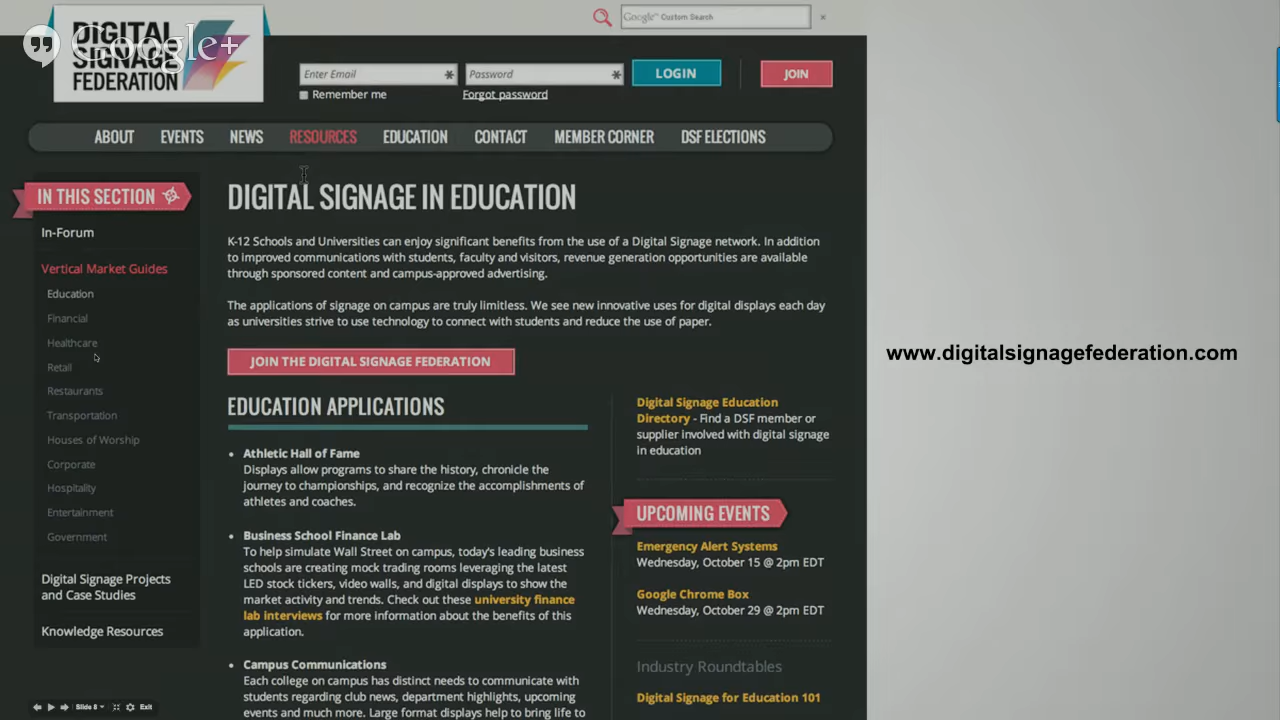 Google™ Custom Search
×
DIGITAL
SIGNAGE
FEDERATION
Google+
Enter Email
Password
LOGIN
JOIN
Remember me
Forgot password
ABOUT EVENTS NEWS RESOURCES EDUCATION CONTACT MEMBER CORNER DSF ELECTIONS
IN THIS SECTION
In-Forum
Vertical Market Guides
Education
Financial
Healthcare
Retail
Restaurants
Transportation
Houses of Worship
Corporate
Hospitality
Entertainment
Government
Digital Signage Projects
and Case Studies
Knowledge Resources
DIGITAL SIGNAGE IN EDUCATION
K-12 Schools and Universities can enjoy significant benefits from the use of a Digital Signage network. In addition
to improved communications with students, faculty and visitors, revenue generation opportunities are available
through sponsored content and campus-approved advertising.
The applications of signage on campus are truly limitless. We see new innovative uses for digital displays each day
as universities strive to use technology to connect with students and reduce the use of paper.
JOIN THE DIGITAL SIGNAGE FEDERATION
EDUCATION APPLICATIONS
• Athletic Hall of Fame
Displays allow programs to share the history, chronicle the
journey to championships, and recognize the accomplishments of
athletes and coaches.
• Business School Finance Lab
To help simulate Wall Street on campus, today's leading business
schools are creating mock trading rooms leveraging the latest
LED stock tickers, video walls, and digital displays to show the
market activity and trends. Check out these university finance
lab interviews for more information about the benefits of this
application.
• Campus Communications
Each college on campus has distinct needs to communicate with
students regarding club news, department highlights, upcoming
events and much more. Large format displays help to bring life to
Digital Signage Education
Directory - Find a DSF member or
supplier involved with digital signage
in education
UPCOMING EVENTS
Emergency Alert Systems
Wednesday, October 15 @ 2pm EDT
Google Chrome Box
Wednesday, October 29 @ 2pm EDT
Industry Roundtables
Digital Signage for Education 101
www.digitalsignagefederation.com
Slide 8 Exit